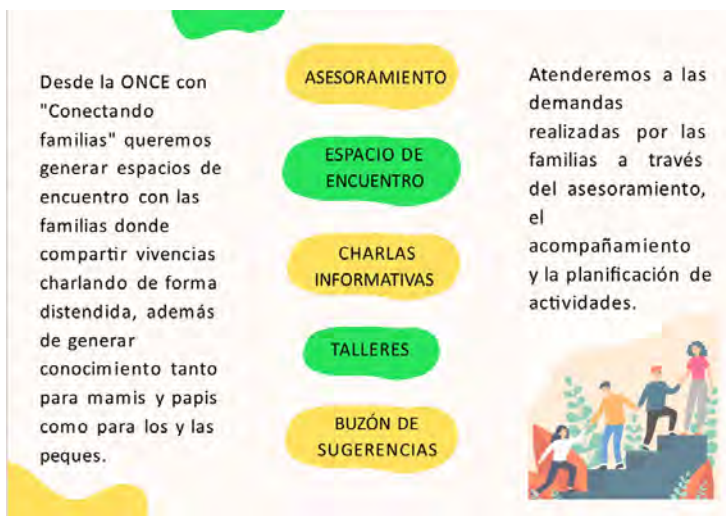 Desde la ONCE con
"Conectando
familias" queremos
generar espacios de
encuentro con las
familias donde
compartir vivencias
charlando de forma
distendida, además
de generar
conocimiento tanto
para mamis y papis
como para los y las
peques.
ASESORAMIENTO
ESPACIO DE
ENCUENTRO
CHARLAS
INFORMATIVAS
TALLERES
BUZÓN DE
SUGERENCIAS
Atenderemos a las
demandas
realizadas por las
familias a través
del asesoramiento,
el
acompañamiento
y la planificación de
actividades.